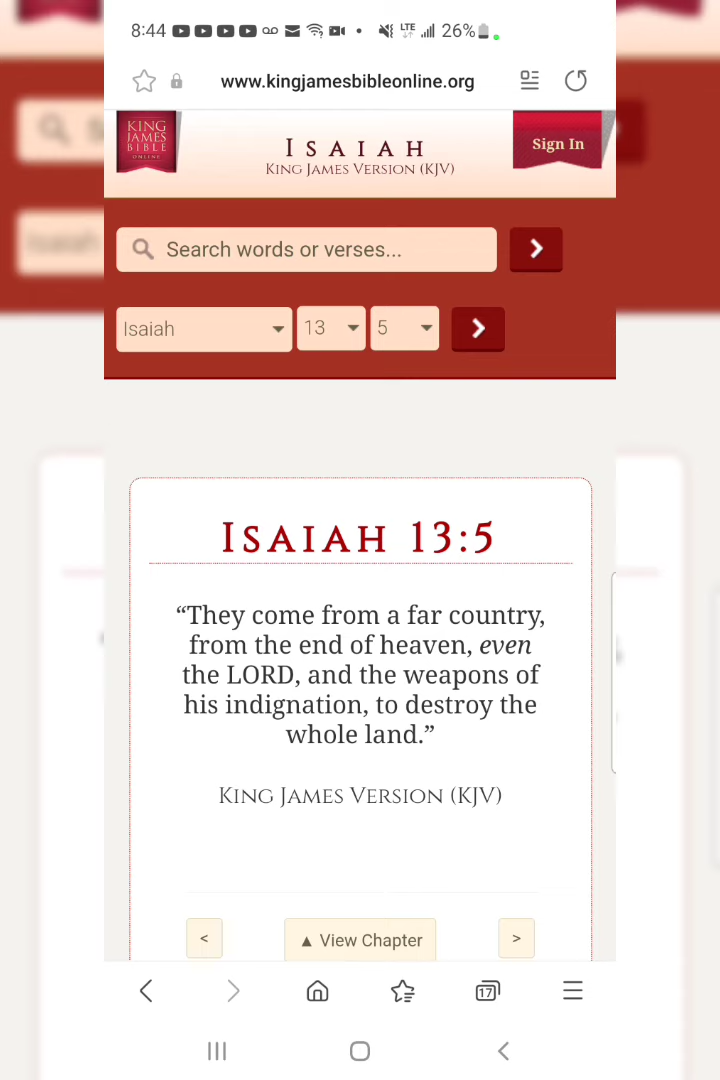 8:44 LTE 26%
www.kingjamesbibleonline.org
KING
JAMES
BIBLE
ONLINE
ISAIAH
KING JAMES VERSION (KJV)
Sign In
Search words or verses...
Isaiah 13 5
ISAIAH 13:5
“They come from a far country,
from the end of heaven, even
the LORD, and the weapons of
his indignation, to destroy the
whole land.”
KING JAMES VERSION (KJV)
< ▲ View Chapter >
17